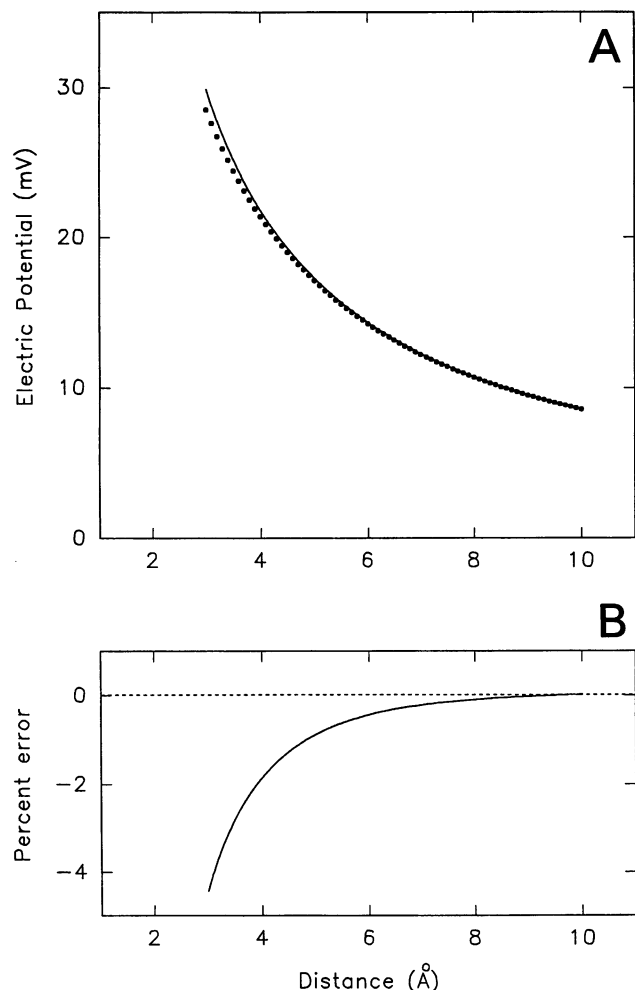 A
Electric Potential (mV)
30
20
10
0
2 4 6 8 10
B
Percent error
0
−2
−4
2 4 6 8 10
Distance (Å)